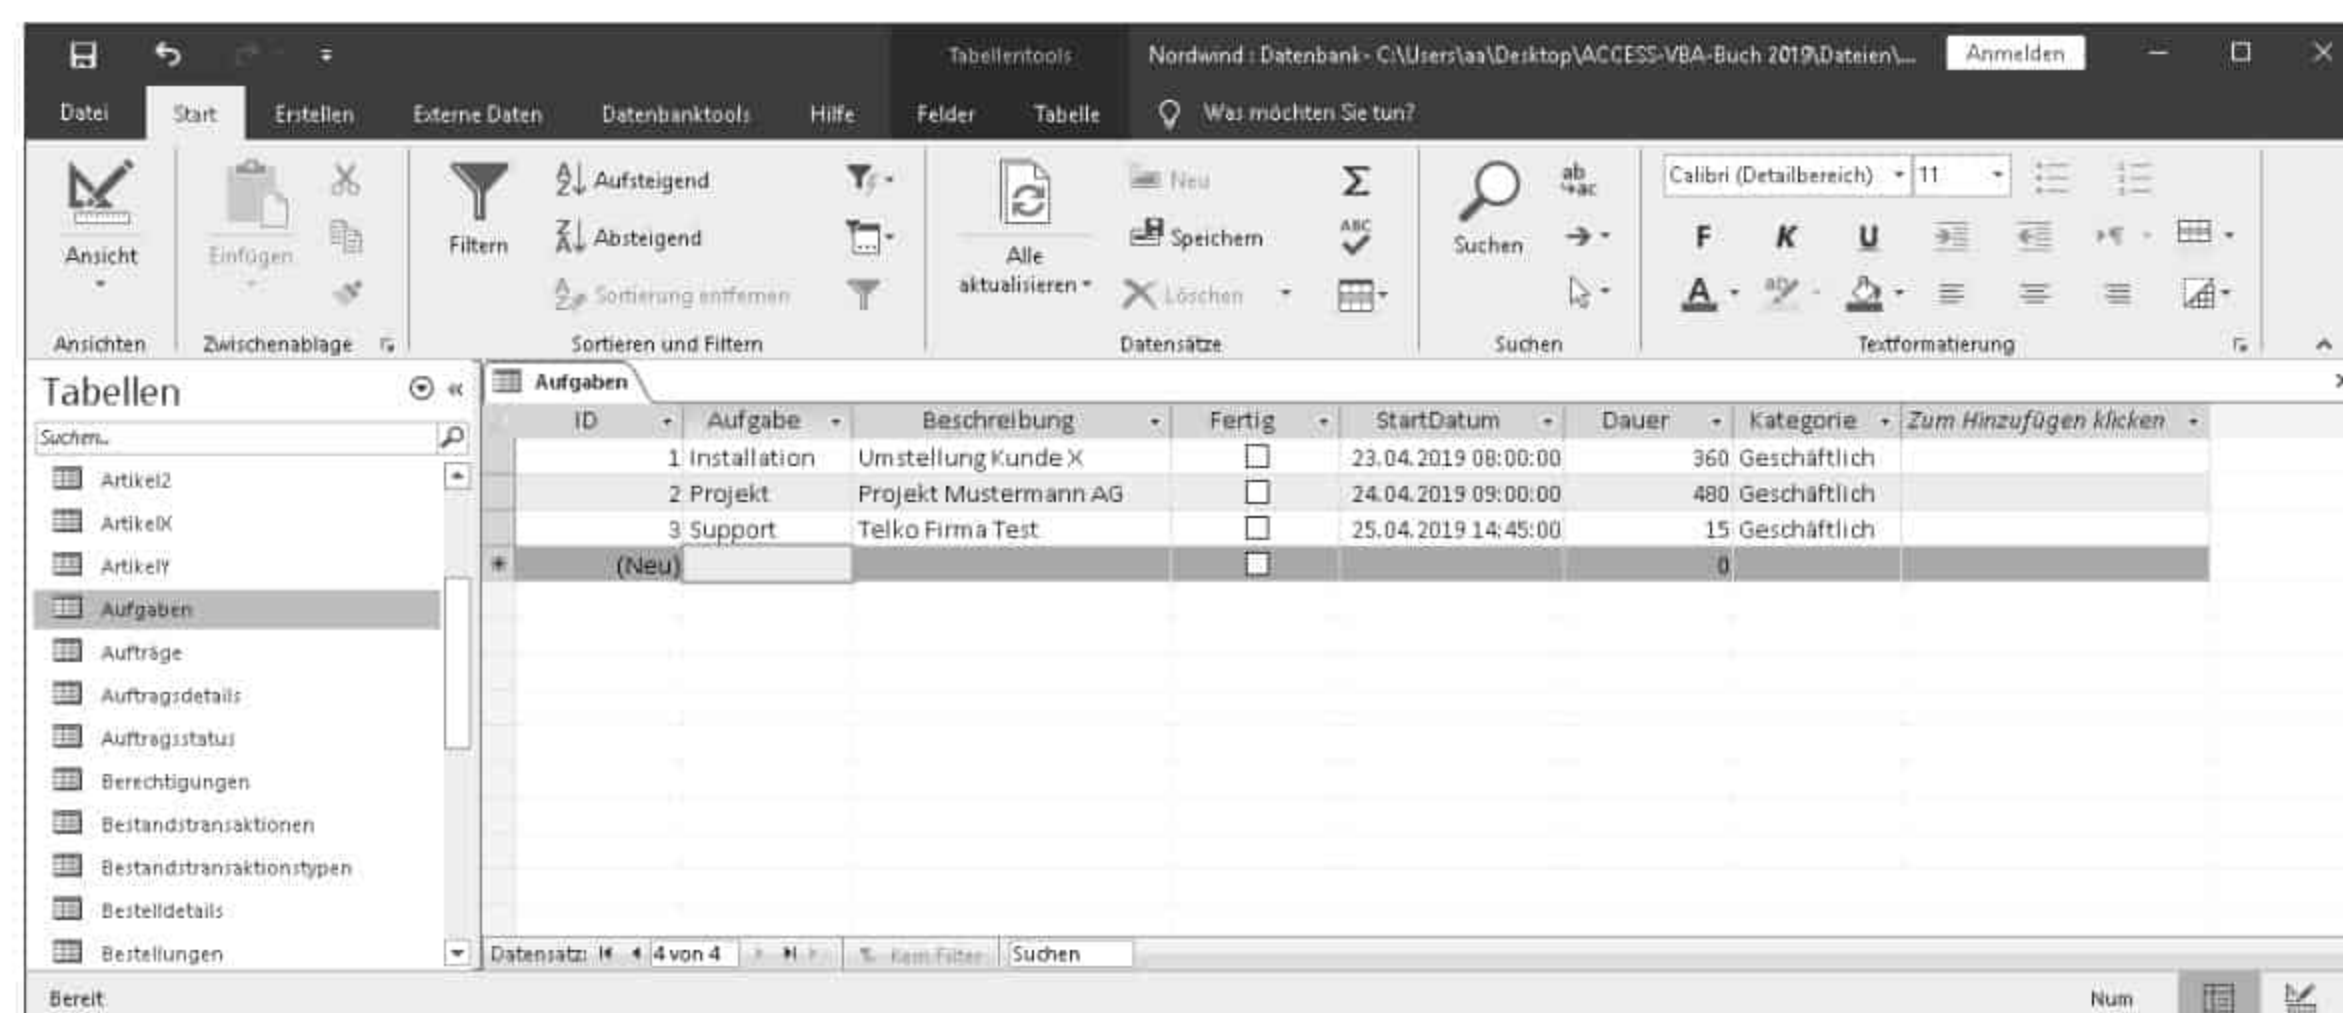 Tabellentools Nordwind : Datenbank- C:\Users\aa\Desktop\ACCESS-VBA-Buch 2019\Dateien\... Anmelden
Datei Start Erstellen Externe Daten Datenbanktools Hilfe Felder Tabelle Was möchten Sie tun?
Aufsteigend Neu Σ ab ac Calibri (Detailbereich) 11
Ansicht Einfügen Filtern Absteigend Alle aktualisieren Speichern ABC Suchen F K U
Sortierung entfernen Löschen A aby
Ansichten Zwischenablage Sortieren und Filtern Datensätze Suchen Textformatierung
Tabellen «
Suchen..
Artikel2
ArtikelX
ArtikelY
Aufgaben
Aufträge
Auftragsdetails
Auftragsstatus
Berechtigungen
Bestandstransaktionen
Bestandstransaktionstypen
Bestelldetails
Bestellungen
Aufgaben
ID Aufgabe Beschreibung Fertig StartDatum Dauer Kategorie Zum Hinzufügen klicken
1 Installation Umstellung Kunde X 23.04.2019 08:00:00 360 Geschäftlich
2 Projekt Projekt Mustermann AG 24.04.2019 09:00:00 480 Geschäftlich
3 Support Telko Firma Test 25.04.2019 14:45:00 15 Geschäftlich
* (Neu) 0
Datensatz: 4 von 4 Kein Filter Suchen
Bereit Num